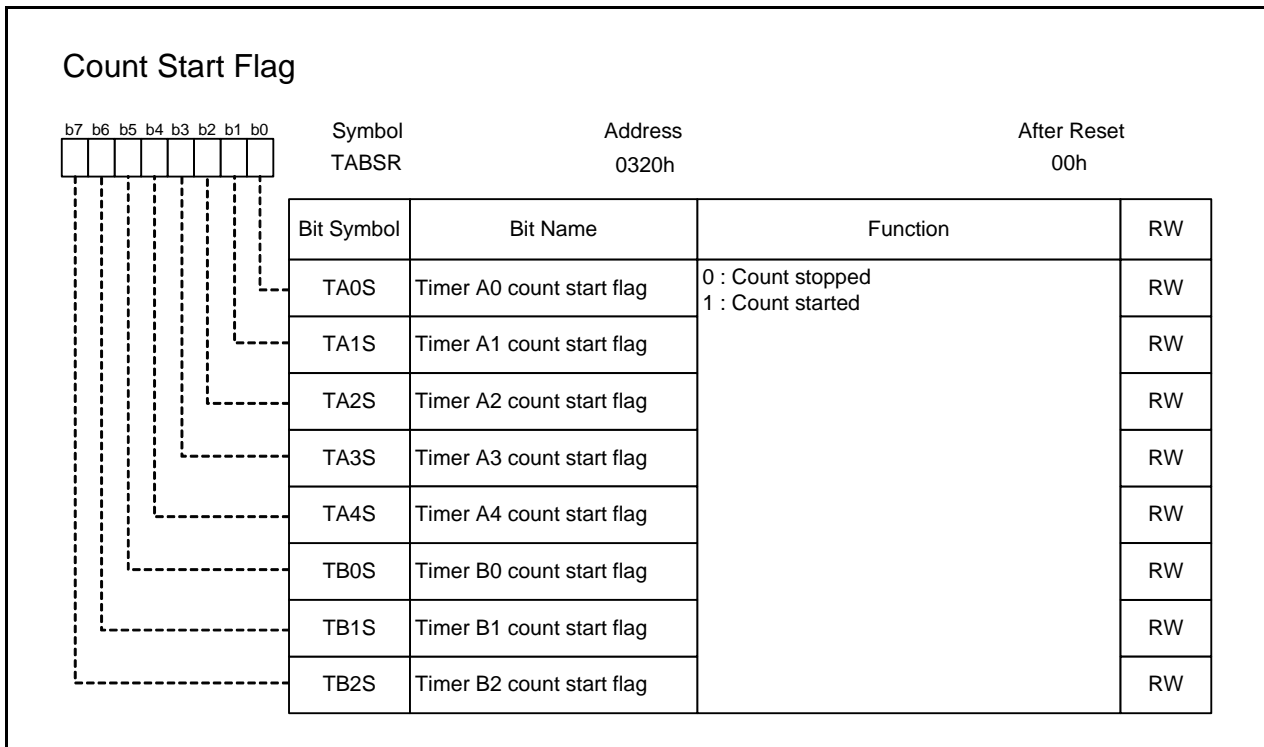 Count Start Flag
b7 b6 b5 b4 b3 b2 b1 b0 Symbol Address After Reset
TABSR 0320h 00h
Bit Symbol Bit Name Function RW
TA0S Timer A0 count start flag 0 : Count stopped RW
1 : Count started
TA1S Timer A1 count start flag RW
TA2S Timer A2 count start flag RW
TA3S Timer A3 count start flag RW
TA4S Timer A4 count start flag RW
TB0S Timer B0 count start flag RW
TB1S Timer B1 count start flag RW
TB2S Timer B2 count start flag RW